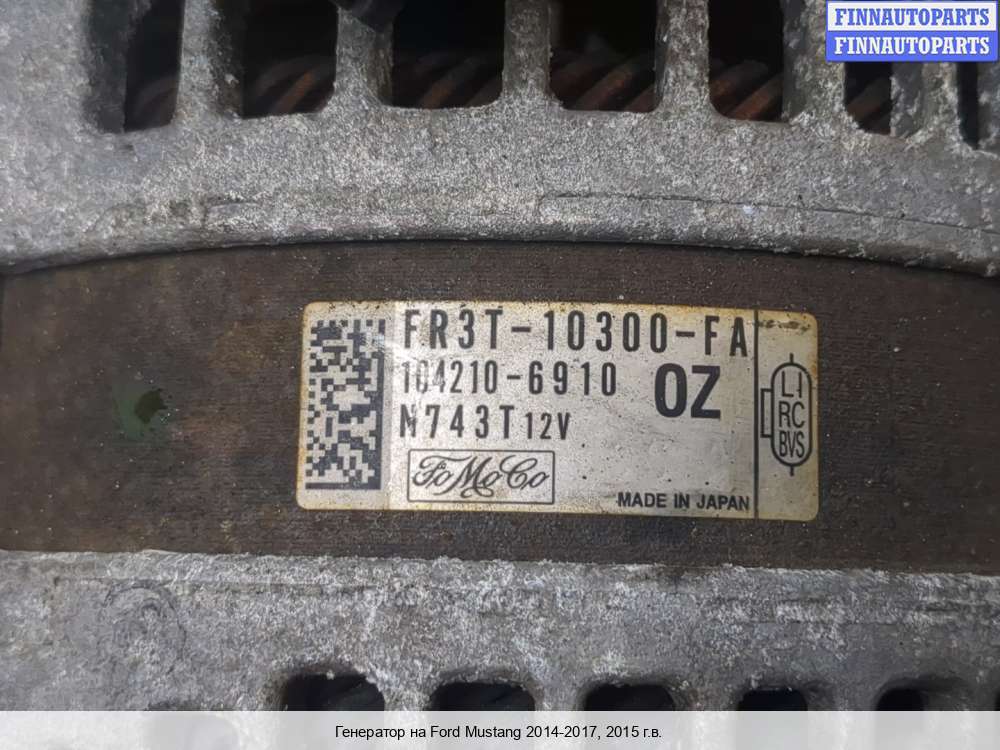 FINNAUTOPARTS
FINNAUTOPARTS
FR3T-10300-FA
104210-6910 OZ
N743T 12V
FoMoCo
MADE IN JAPAN
LI
RC
BVS
Генератор на Ford Mustang 2014-2017, 2015 г.в.